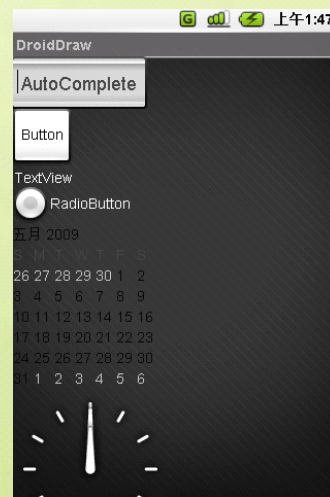 G 上午1:47
DroidDraw
AutoComplete
Button
TextView
RadioButton
五月 2009
S M T W T F S
26 27 28 29 30 1 2
3 4 5 6 7 8 9
10 11 12 13 14 15 16
17 18 19 20 21 22 23
24 25 26 27 28 29 30
31 1 2 3 4 5 6